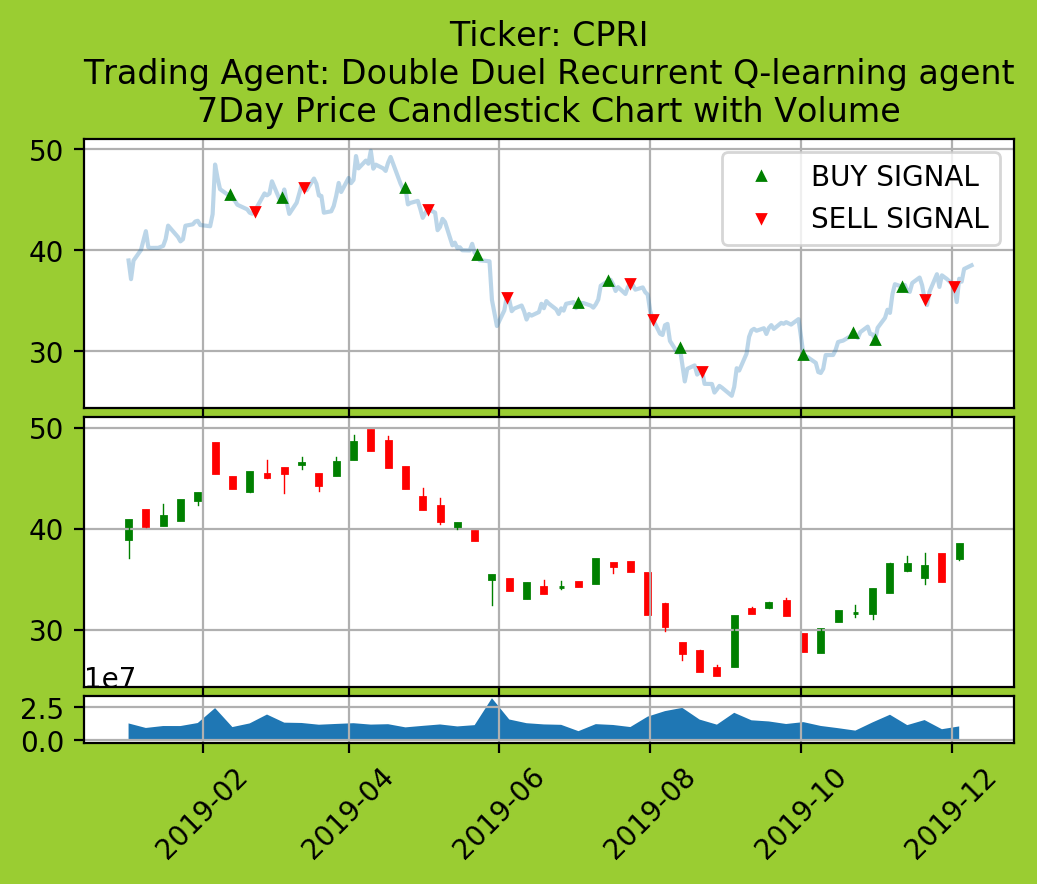 Ticker: CPRI
Trading Agent: Double Duel Recurrent Q-learning agent
7Day Price Candlestick Chart with Volume
50
40
30
BUY SIGNAL
SELL SIGNAL
50
40
30
1e7
2.5
0.0
2019-02
2019-04
2019-06
2019-08
2019-10
2019-12